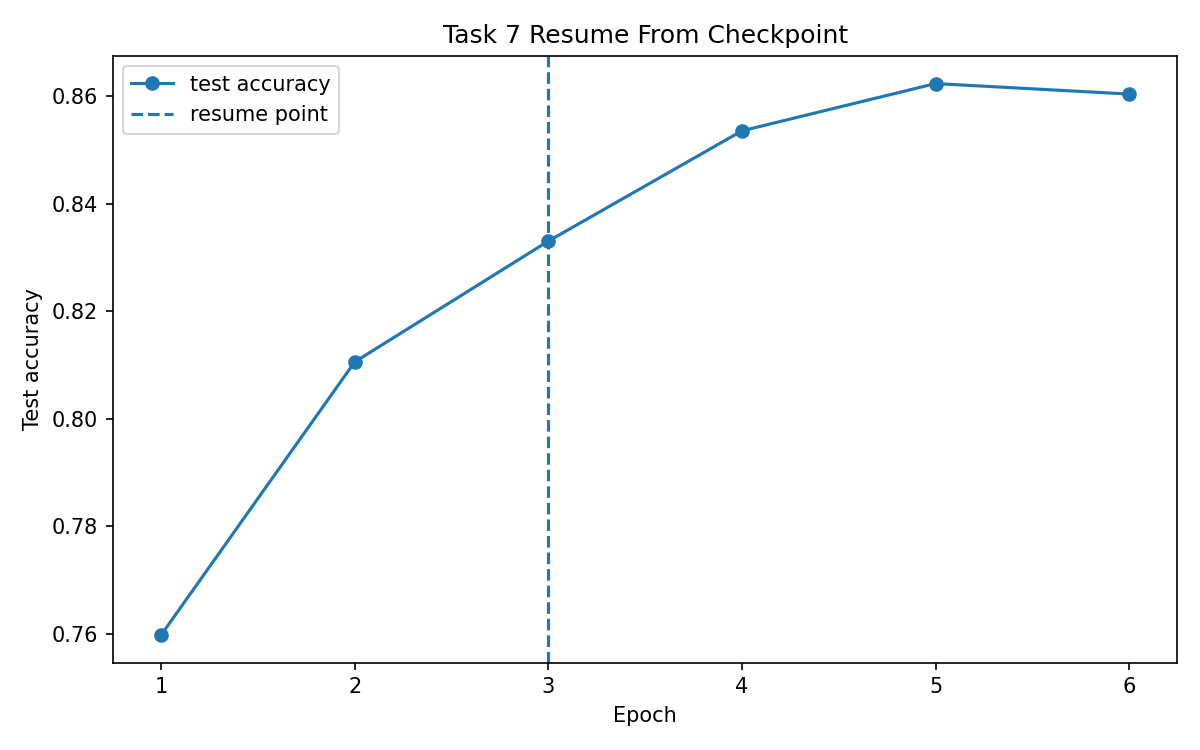 Task 7 Resume From Checkpoint
test accuracy
resume point
Test accuracy
0.86
0.84
0.82
0.80
0.78
0.76
1 2 3 4 5 6
Epoch